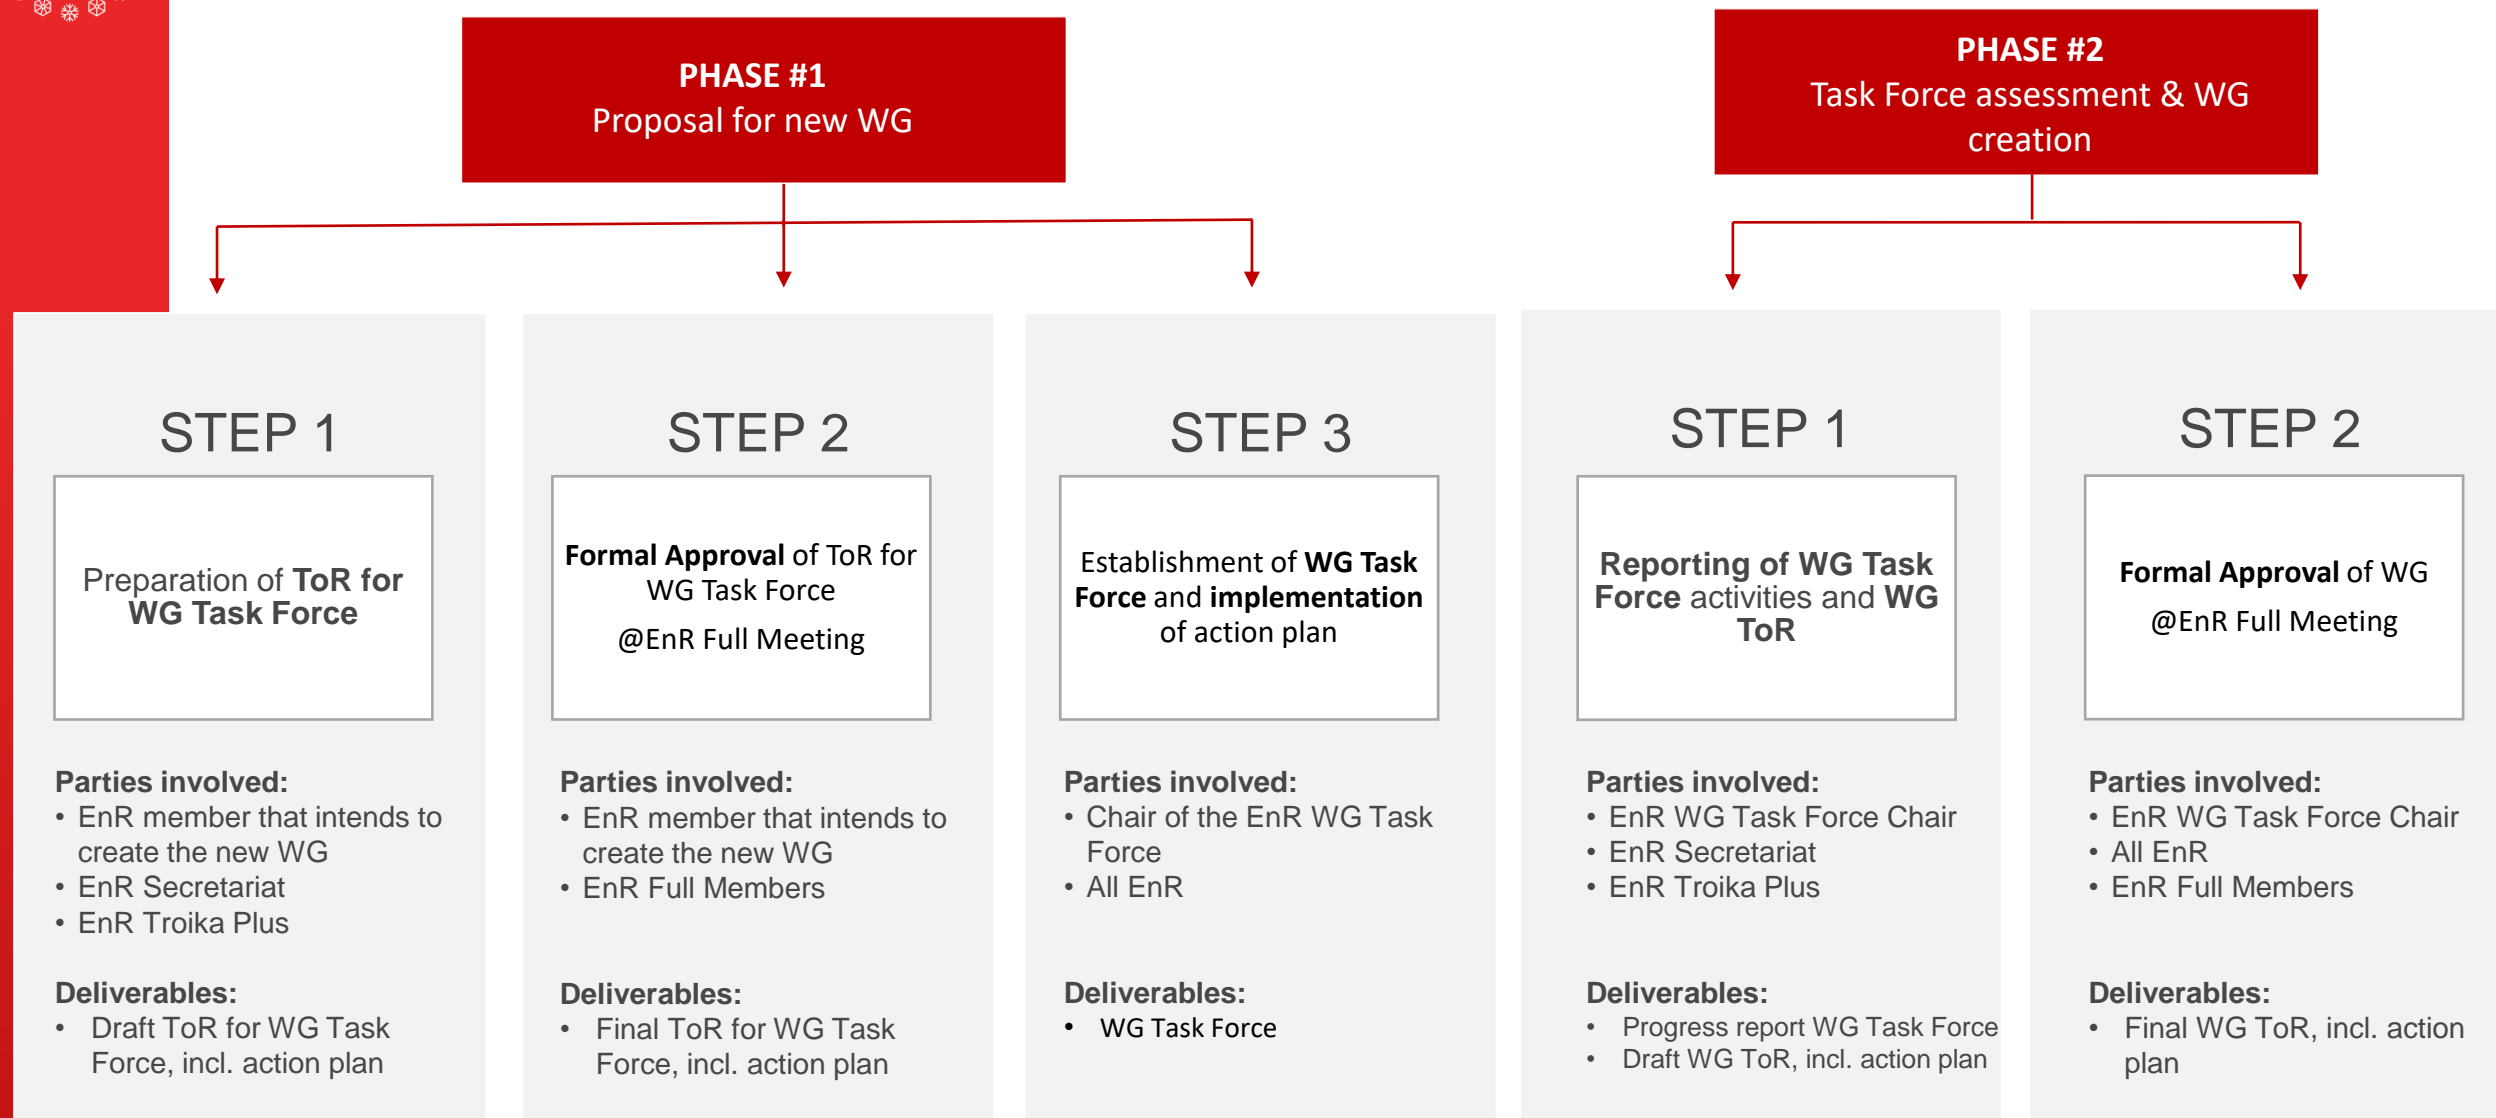 PHASE #1
Proposal for new WG
PHASE #2
Task Force assessment & WG
creation
STEP 1
Preparation of ToR for
WG Task Force
Parties involved:
• EnR member that intends to
create the new WG
• EnR Secretariat
• EnR Troika Plus
Deliverables:
• Draft ToR for WG Task
Force, incl. action plan
STEP 2
Formal Approval of ToR for
WG Task Force
@EnR Full Meeting
Parties involved:
• EnR member that intends to
create the new WG
• EnR Full Members
Deliverables:
• Final ToR for WG Task
Force, incl. action plan
STEP 3
Establishment of WG Task
Force and implementation
of action plan
Parties involved:
• Chair of the EnR WG Task
Force
• All EnR
Deliverables:
• WG Task Force
STEP 1
Reporting of WG Task
Force activities and WG
ToR
Parties involved:
• EnR WG Task Force Chair
• EnR Secretariat
• EnR Troika Plus
Deliverables:
• Progress report WG Task Force
• Draft WG ToR, incl. action plan
STEP 2
Formal Approval of WG
@EnR Full Meeting
Parties involved:
• EnR WG Task Force Chair
• All EnR
• EnR Full Members
Deliverables:
• Final WG ToR, incl. action
plan